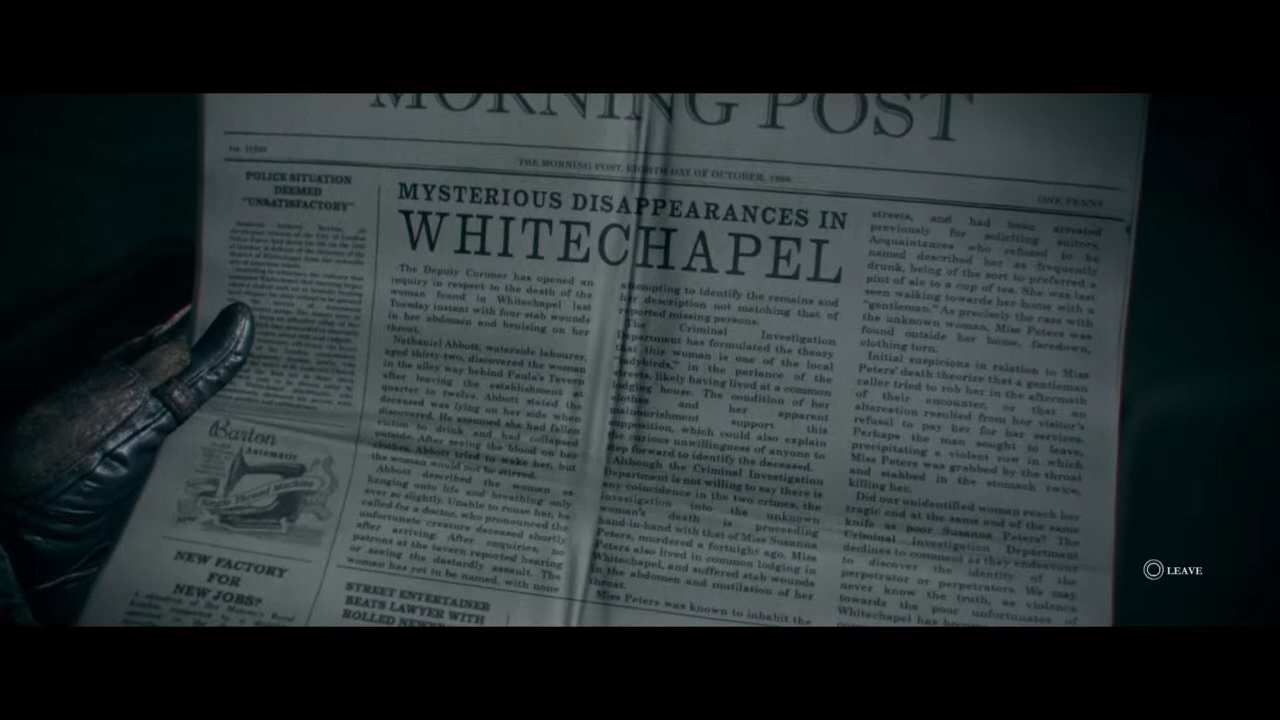 MORNING POST
THE MORNING POST, EIGHTH DAY OF OCTOBER, 1886
ONE PENNY
POLICE SITUATION
DEEMED
"UNSATISFACTORY"
Barton
Automatic
NEW FACTORY
FOR
NEW JOBS?
MYSTERIOUS DISAPPEARANCES IN
WHITECHAPEL
The Deputy Coroner has opened an
inquiry in respect to the death of the
woman found in Whitechapel last
Tuesday instant with four stab wounds
in her abdomen and bruising on her
throat.
Nathaniel Abbott, waterside labourer,
aged thirty-two, discovered the woman
in the alley way behind Paula's Tavern
after leaving the establishment at
quarter to twelve. Abbott stated the
deceased was lying on her side when
discovered. He assumed she had fallen
victim to drink and had collapsed
outside. After seeing the blood on her
clothes, Abbott tried to wake her, but
the woman would not be stirred.
Abbott described the woman as
hanging onto life and breathing only
ever so slightly. Unable to rouse her, he
called for a doctor, who pronounced the
unfortunate creature deceased shortly
after arriving. After enquiries, no
patrons at the tavern reported hearing
or seeing the dastardly assault. The
woman has yet to be named, with none
STREET ENTERTAINER
BEATS LAWYER WITH
ROLLED
attempting to identify the remains and
her description not matching that of
reported missing persons.
The Criminal Investigation
Department has formulated the theory
that this woman is one of the local
"ladybirds," in the parlance of the
streets, likely having lived at a common
lodging house. The condition of her
clothes and her apparent
malnourishment support this
supposition, which could also explain
the curious unwillingness of anyone to
step forward to identify the deceased.
Although the Criminal Investigation
Department is not willing to say there is
any coincidence in the two crimes, the
investigation into the unknown
woman's death is proceeding
hand-in-hand with that of Miss Susanna
Peters, murdered a fortnight ago. Miss
Peters also lived in common lodging in
Whitechapel, and suffered stab wounds
in the abdomen and mutilation of her
throat.
Miss Peters was known to inhabit the
streets, and had been arrested
previously for soliciting suitors.
Acquaintances who refused to be
named described her as frequently
drunk, being of the sort to preferred a
pint of ale to a cup of tea. She was last
seen walking towards her home with a
"gentleman." As precisely the case with
the unknown woman, Miss Peters was
found outside her home, facedown,
clothing torn.
Initial suspicions in relation to Miss
Peters' death theorize that a gentleman
caller tried to rob her in the aftermath
of their encounter, or that an
altercation resulted from her visitor's
refusal to pay her for her services.
Perhaps the man sought to leave,
precipitating a violent row in which
Miss Peters was grabbed by the throat
and stabbed in the stomach twice,
killing her.
Did our unidentified woman reach her
tragic end at the same end of the same
knife as poor Susanna Peters? The
Criminal Investigation Department
declines to comment as they endeavour
to discover the identity of the
perpetrator or perpetrators. We may
never know the truth, as violence
towards the poor unfortunates of
Whitechapel has
LEAVE